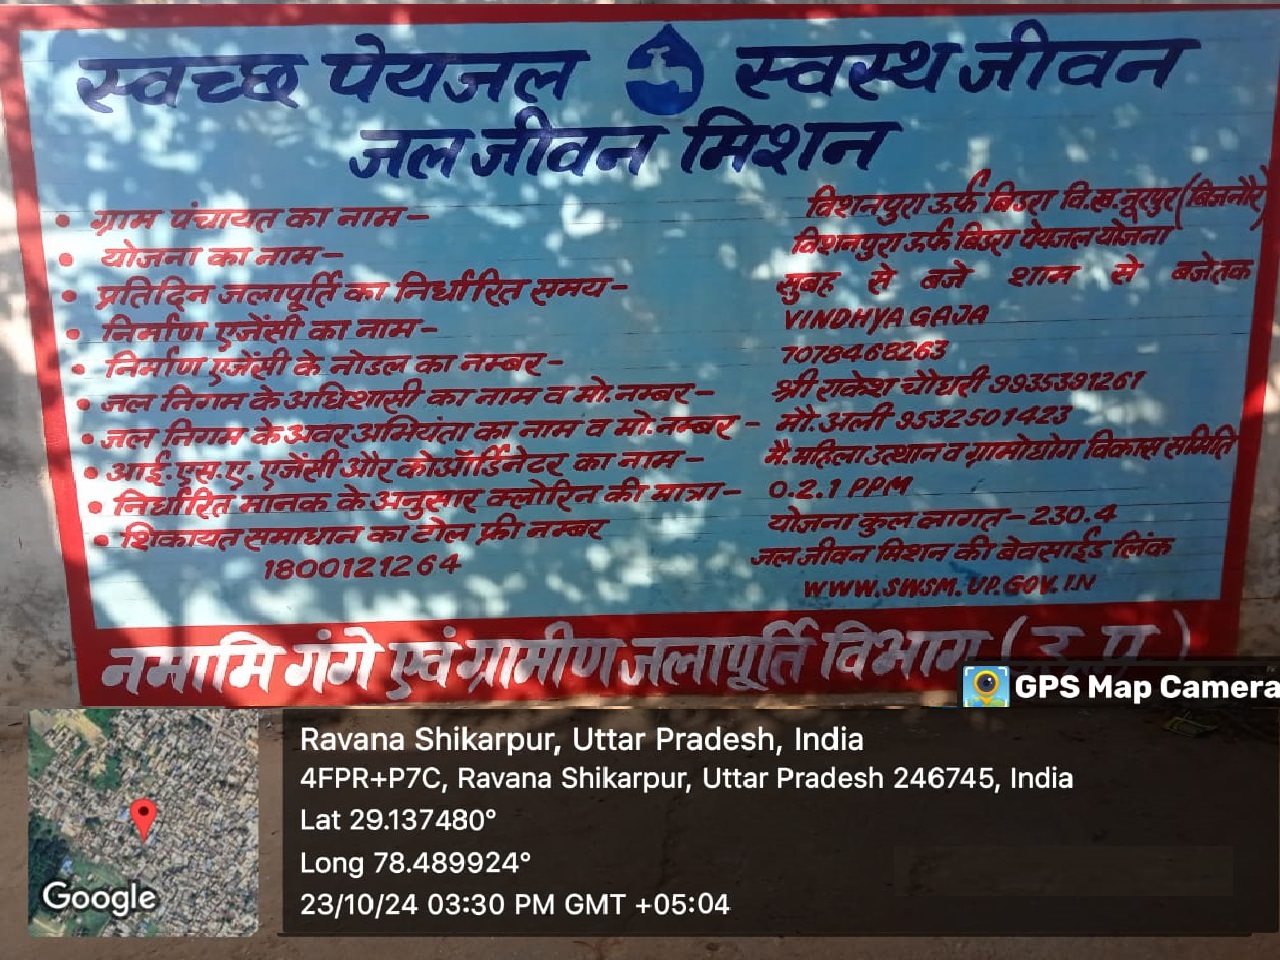 स्वच्छ पेयजल स्वस्थ जीवन
जल जीवन मिशन
• ग्राम पंचायत का नाम- विशनपुरा उर्फ बिउरा वि.ख.नूरपुर(बिजनौर)
• योजना का नाम- विशनपुरा उर्फ बिउरा पेयजल योजना
• प्रतिदिन जलापूर्ति का निर्धारित समय- सुबह से बजे शाम से बजेतक
• निर्माण एजेंसी का नाम- VINDHYA GAJA
• निर्माण एजेंसी के नोडल का नम्बर- 7078468263
• जल निगम के अधिशासी का नाम व मो.नम्बर- श्री राकेश चौधरी 9935391261
• जल निगम के अवर अभियंता का नाम व मो.नम्बर- मौ.अली 9532501423
• आई.एस.ए. एजेंसी और कोऑर्डिनेटर का नाम- मै.महिला उत्थान व ग्रामोद्योग विकास समिति
• निर्धारित मानक के अनुसार क्लोरिन की मात्रा- 0.2.1 PPM
• शिकायत समाधान का टोल फ्री नम्बर योजना कुल लागत-230.4
1800121264 जल जीवन मिशन की बेवसाईड लिंक
WWW.SWSM.UP.GOV.IN
नमामि गंगे एवं ग्रामीण जलापूर्ति विभाग (उ.प्र.)
GPS Map Camera
Ravana Shikarpur, Uttar Pradesh, India
4FPR+P7C, Ravana Shikarpur, Uttar Pradesh 246745, India
Lat 29.137480°
Long 78.489924°
23/10/24 03:30 PM GMT +05:04
Google